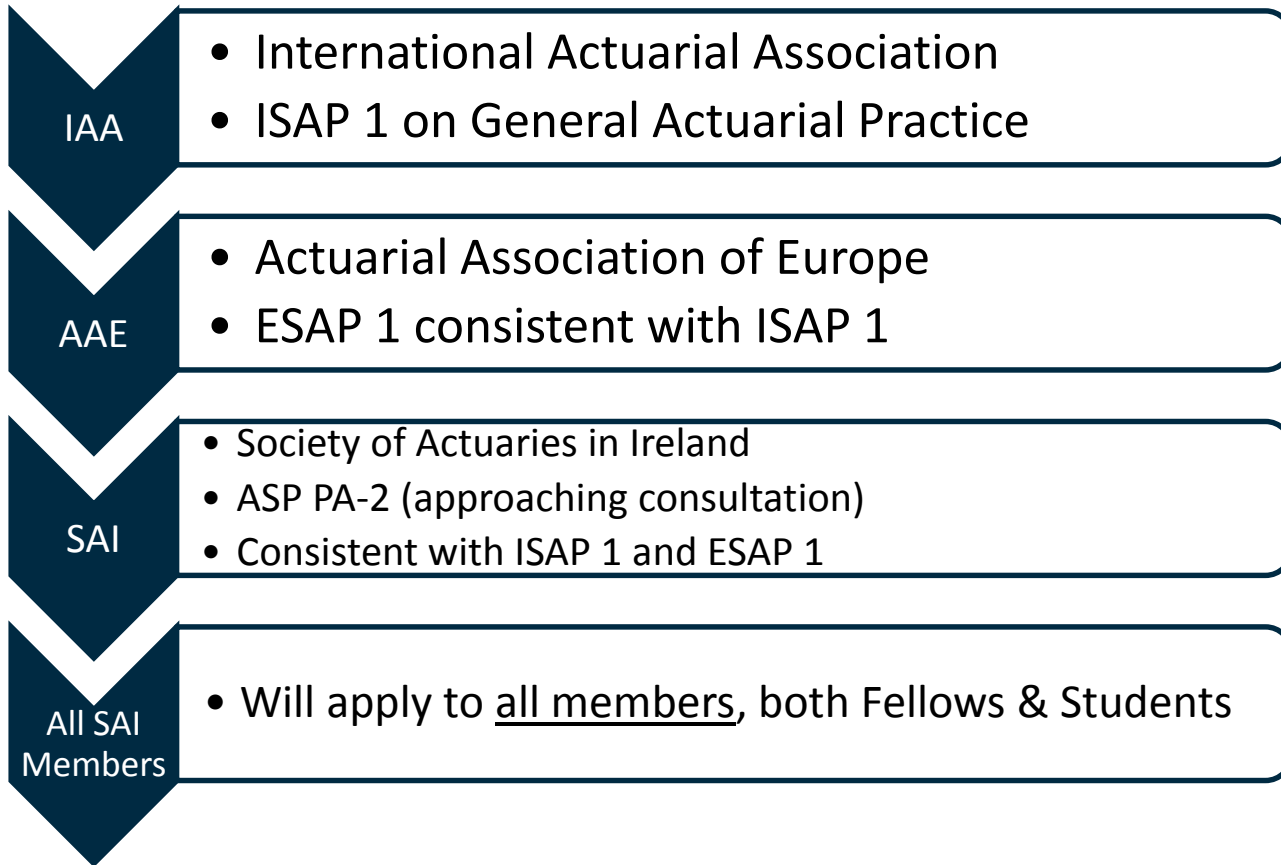 IAA
• International Actuarial Association
• ISAP 1 on General Actuarial Practice
AAE
• Actuarial Association of Europe
• ESAP 1 consistent with ISAP 1
SAI
• Society of Actuaries in Ireland
• ASP PA-2 (approaching consultation)
• Consistent with ISAP 1 and ESAP 1
All SAI
Members
• Will apply to all members, both Fellows & Students